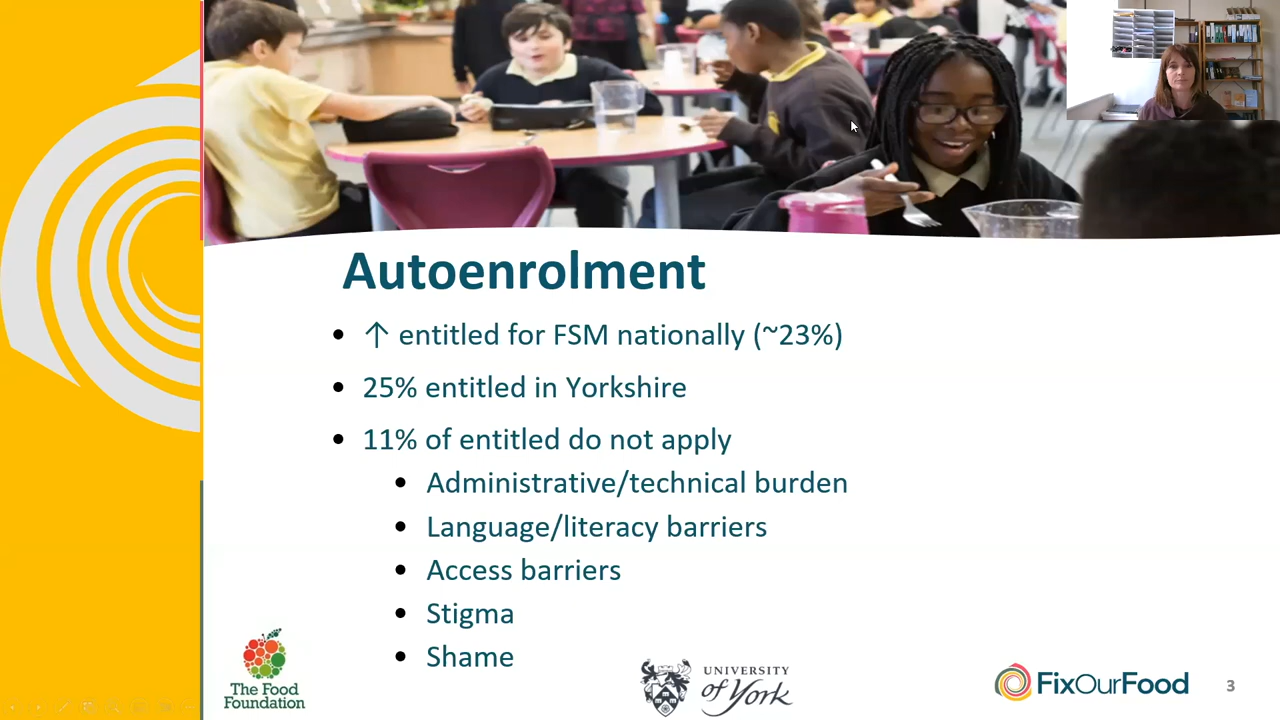 Autoenrolment
• ↑ entitled for FSM nationally (~23%)
• 25% entitled in Yorkshire
• 11% of entitled do not apply
• Administrative/technical burden
• Language/literacy barriers
• Access barriers
• Stigma
• Shame
The Food
Foundation
UNIVERSITY
of York
FixOurFood
3